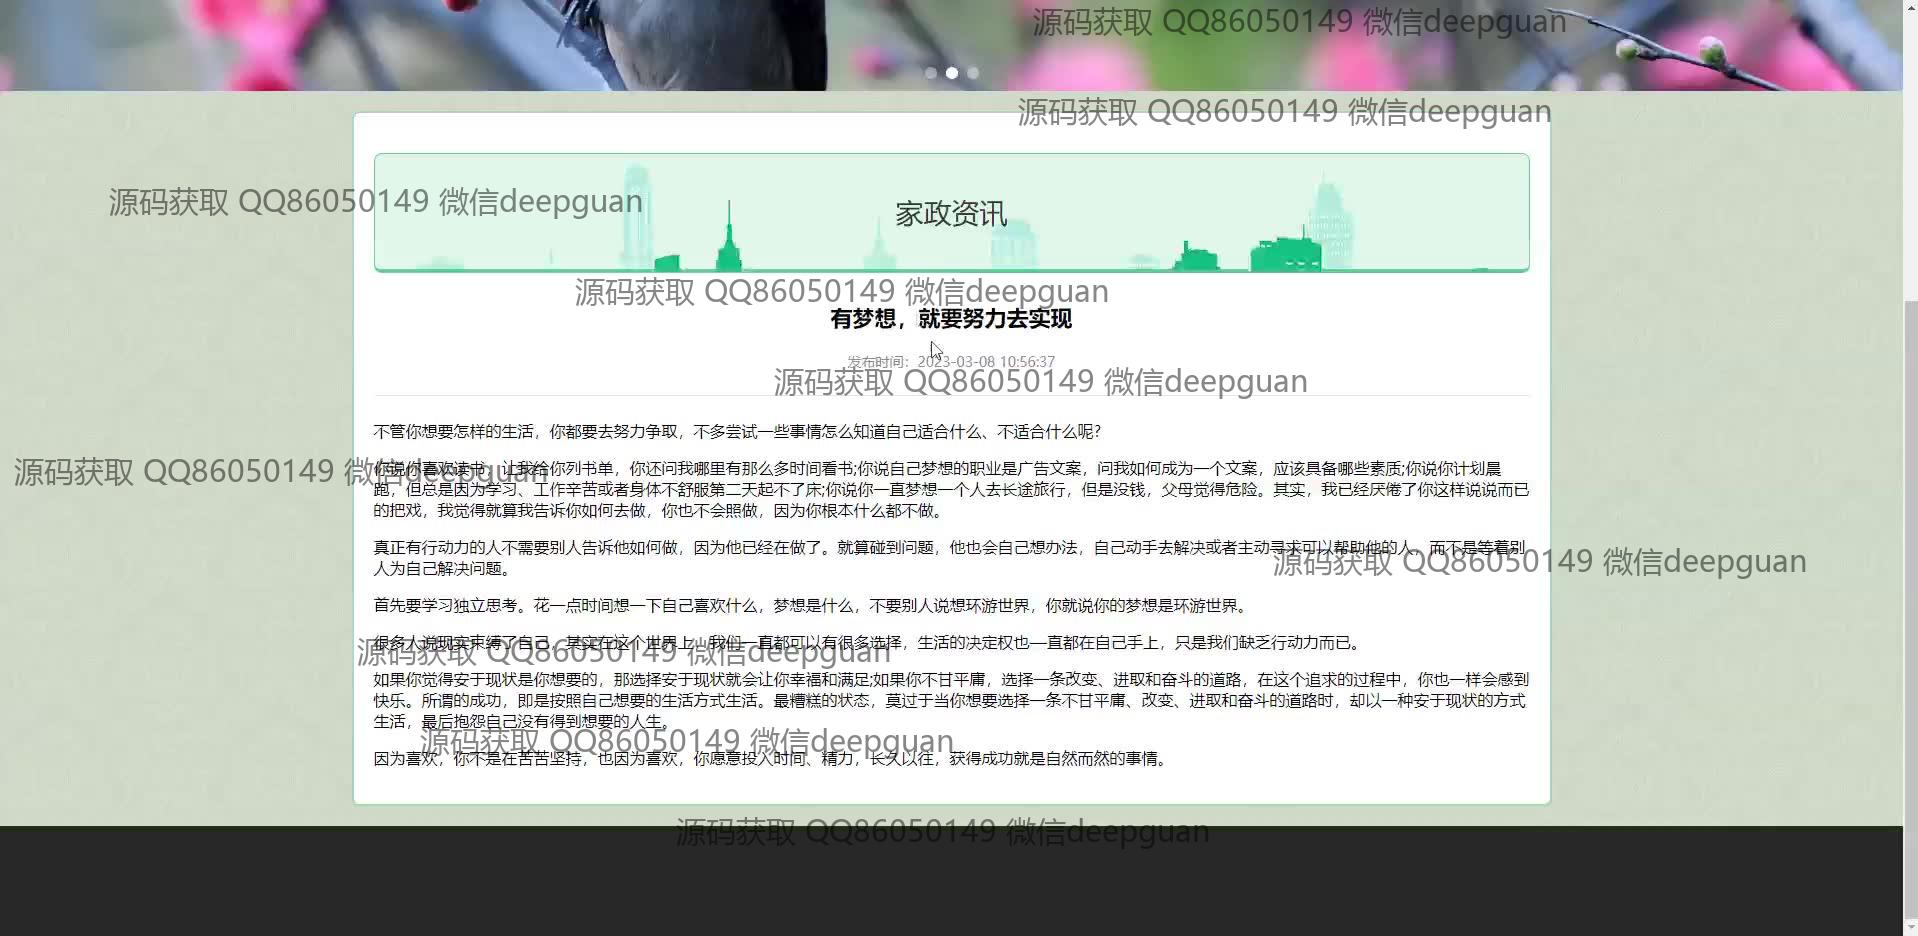 源码获取 QQ86050149 微信deepguan
源码获取 QQ86050149 微信deepguan
源码获取 QQ86050149 微信deepguan
家政资讯
源码获取 QQ86050149 微信deepguan
有梦想，就要努力去实现
发布时间：2023-03-08 10:56:37
源码获取 QQ86050149 微信deepguan
不管你想要怎样的生活，你都要去努力争取，不多尝试一些事情怎么知道自己适合什么、不适合什么呢?
源码获取 QQ86050149 微信deepguan
你说你喜欢读书，让我给你列书单，你还问我哪里有那么多时间看书;你说自己梦想的职业是广告文案，问我如何成为一个文案，应该具备哪些素质;你说你计划晨
跑，但总是因为学习、工作辛苦或者身体不舒服第二天起不了床;你说你一直梦想一个人去长途旅行，但是没钱，父母觉得危险。其实，我已经厌倦了你这样说说而已
的把戏，我觉得就算我告诉你如何去做，你也不会照做，因为你根本什么都不做。
真正有行动力的人不需要别人告诉他如何做，因为他已经在做了。就算碰到问题，他也会自己想办法，自己动手去解决或者主动寻求可以帮助他的人，而不是等着别
人为自己解决问题。
源码获取 QQ86050149 微信deepguan
首先要学习独立思考。花一点时间想一下自己喜欢什么，梦想是什么，不要别人说想环游世界，你就说你的梦想是环游世界。
很多人说现实束缚了自己，其实在这个世界上，我们一直都可以有很多选择，生活的决定权也一直都在自己手上，只是我们缺乏行动力而已。
源码获取 QQ86050149 微信deepguan
如果你觉得安于现状是你想要的，那选择安于现状就会让你幸福和满足;如果你不甘平庸，选择一条改变、进取和奋斗的道路，在这个追求的过程中，你也一样会感到
快乐。所谓的成功，即是按照自己想要的生活方式生活。最糟糕的状态，莫过于当你想要选择一条不甘平庸、改变、进取和奋斗的道路时，却以一种安于现状的方式
生活，最后抱怨自己没有得到想要的人生。
源码获取 QQ86050149 微信deepguan
因为喜欢，你不是在苦苦坚持，也因为喜欢，你愿意投入时间、精力，长久以往，获得成功就是自然而然的事情。
源码获取 QQ86050149 微信deepguan